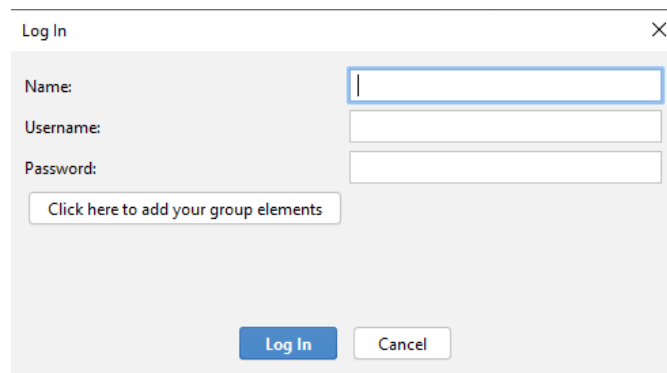 Log In
Name:
Username:
Password:
Click here to add your group elements
Log In Cancel